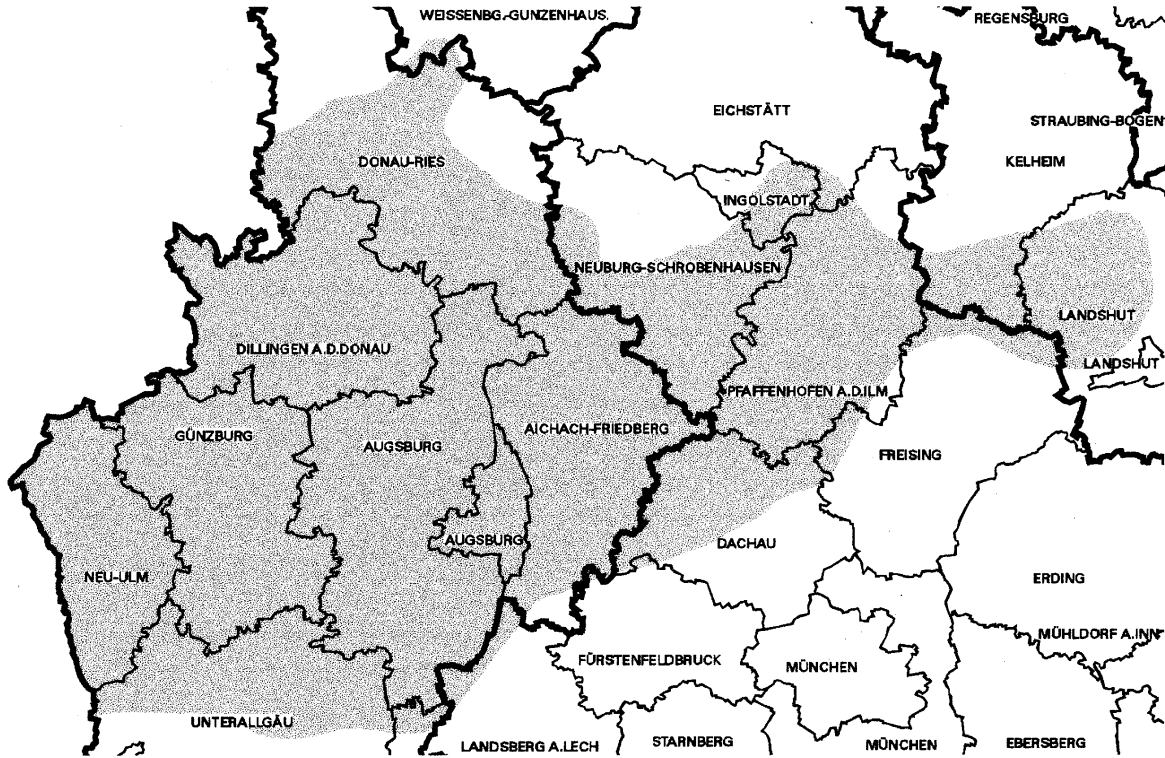 WEISSENBG.-GUNZENHAUS.
REGENSBURG
EICHSTÄTT
STRAUBING-BOGEN
DONAU-RIES
KELHEIM
INGOLSTADT
NEUBURG-SCHROBENHAUSEN
LANDSHUT
DILLINGEN A.D.DONAU
LANDSHUT
PFAFFENHOFEN A.D.ILM
GÜNZBURG
AUGSBURG
AICHACH-FRIEDBERG
FREISING
AUGSBURG
DACHAU
NEU-ULM
ERDING
MÜHLDORF A.INN
FÜRSTENFELDBRUCK
MÜNCHEN
UNTERALLGÄU
LANDSBERG A.LECH
STARNBERG
MÜNCHEN
EBERSBERG